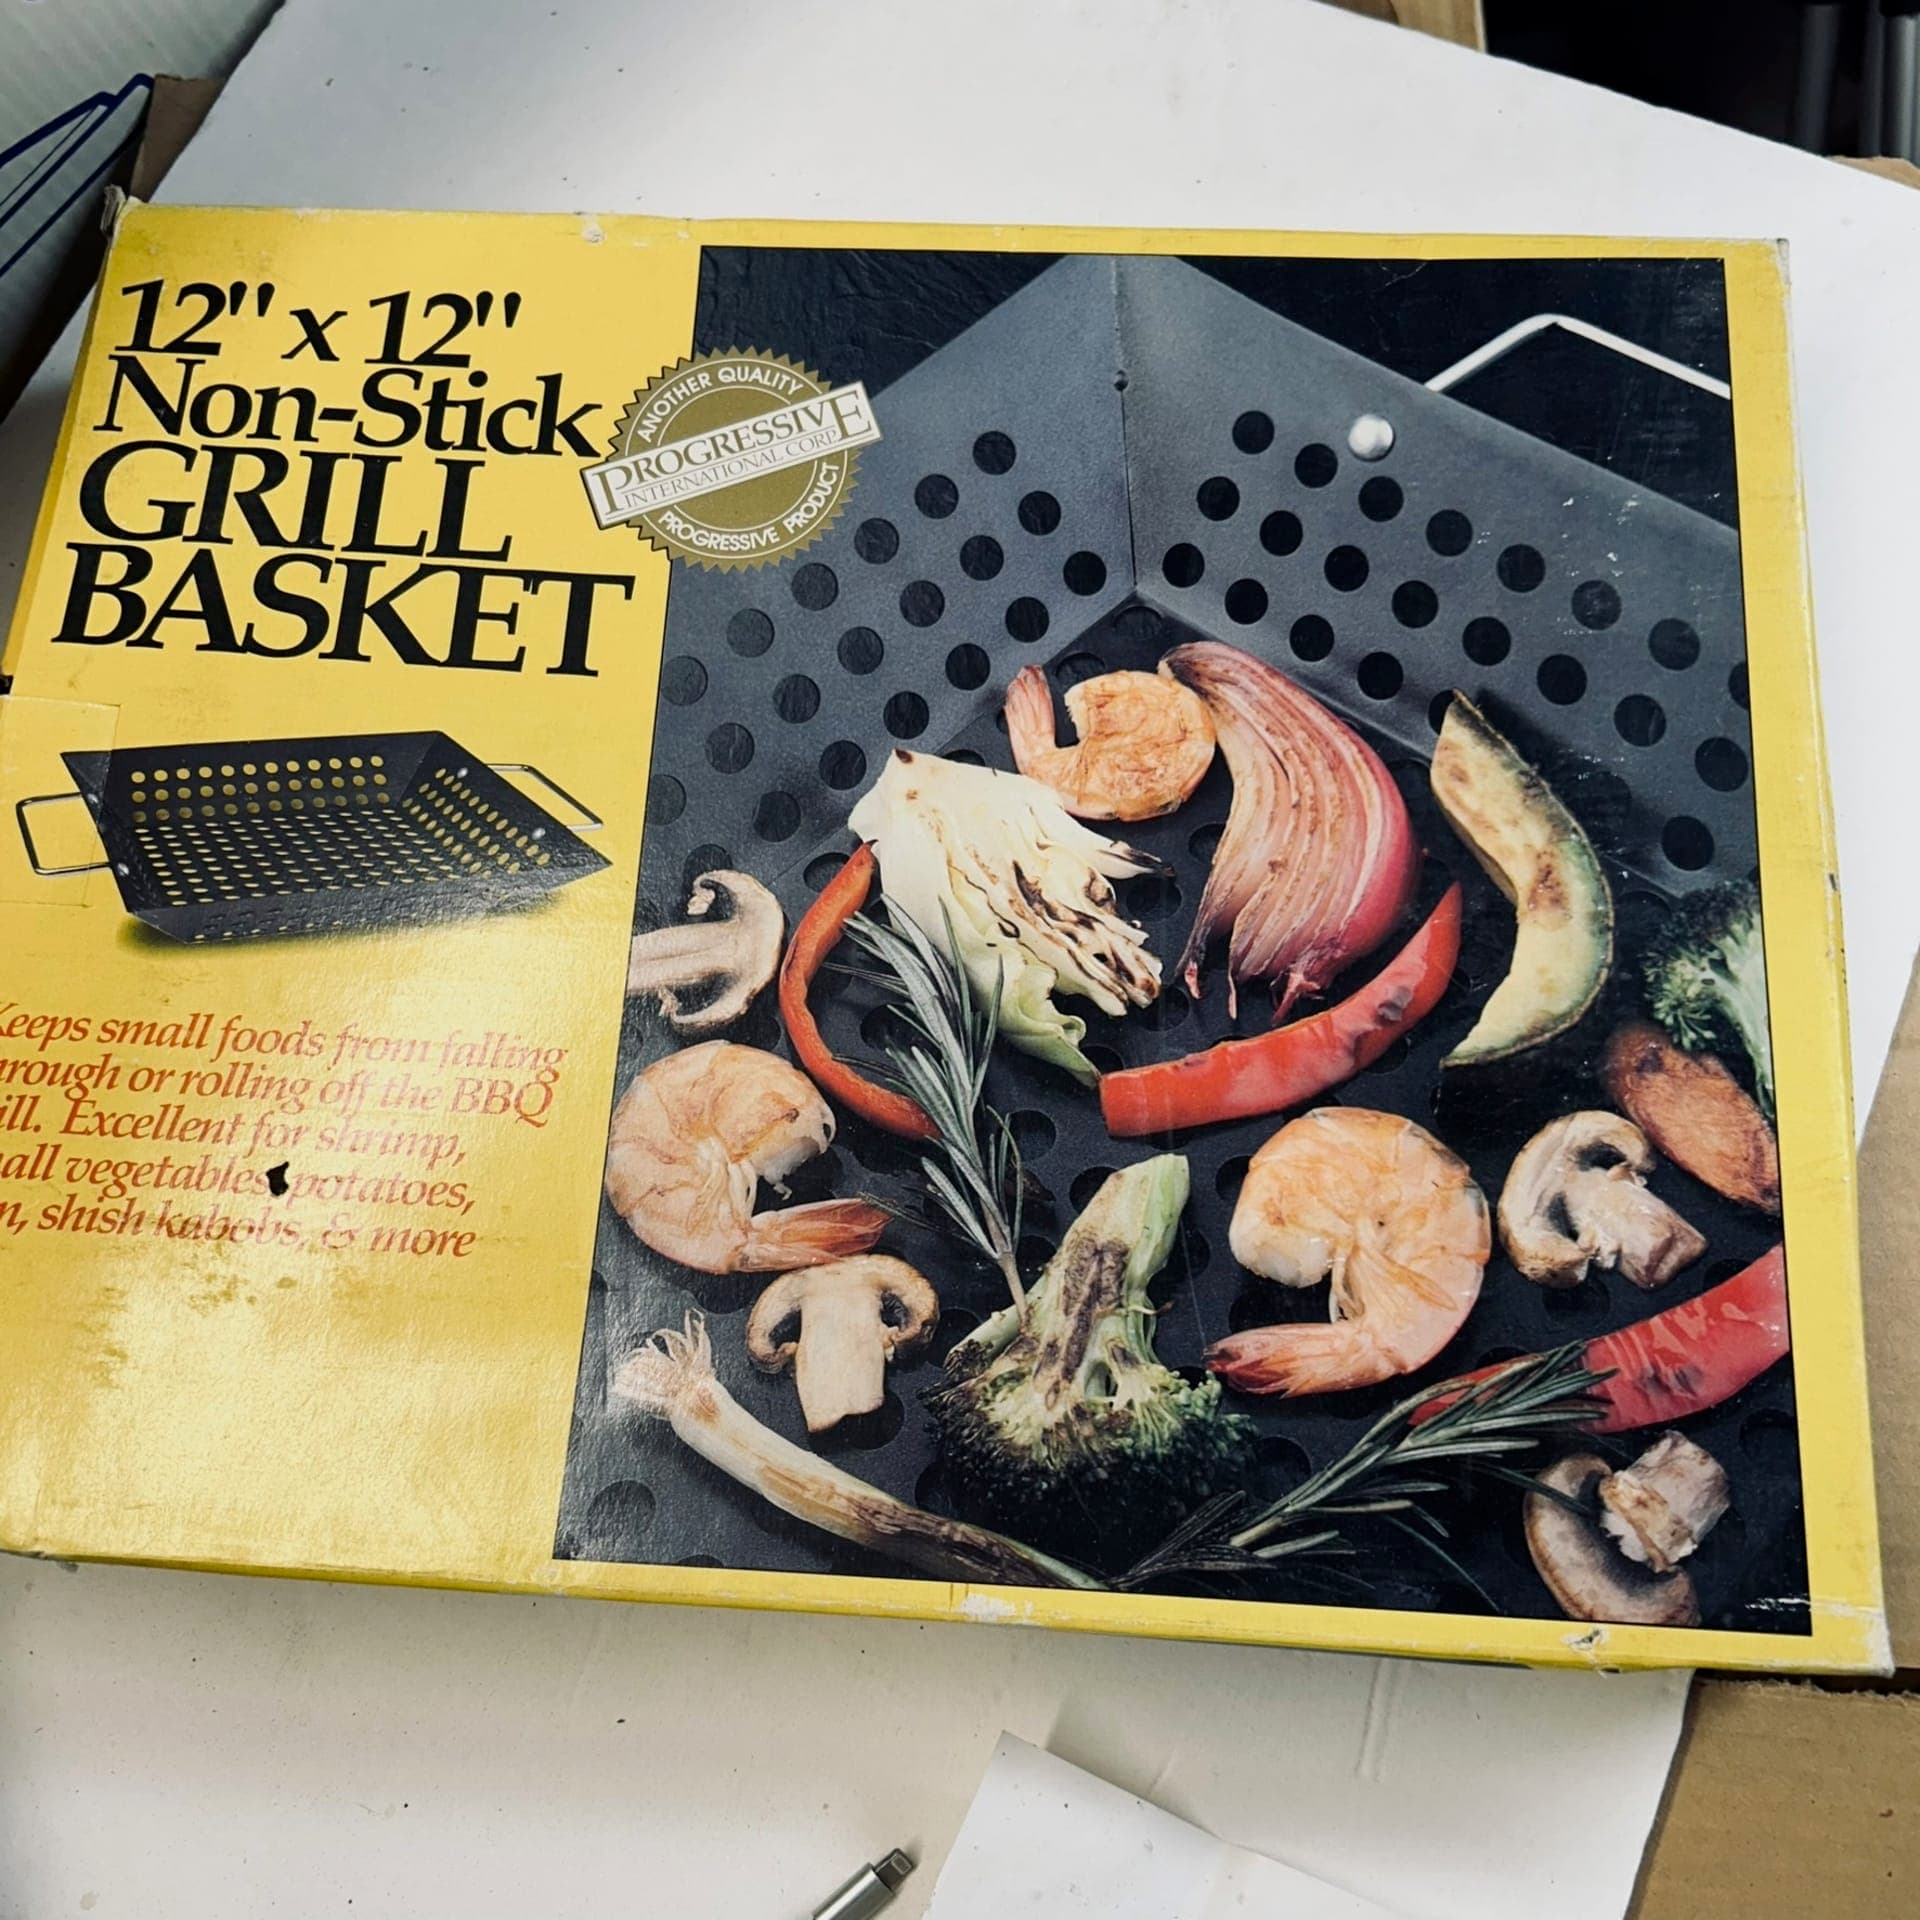 12" x 12"
Non-Stick
GRILL
BASKET
ANOTHER QUALITY
PROGRESSIVE
INTERNATIONAL CORP
PROGRESSIVE PRODUCT
Keeps small foods from falling
rough or rolling off the BBQ
ill. Excellent for shrimp,
all vegetables, potatoes,
n, shish kabobs, & more